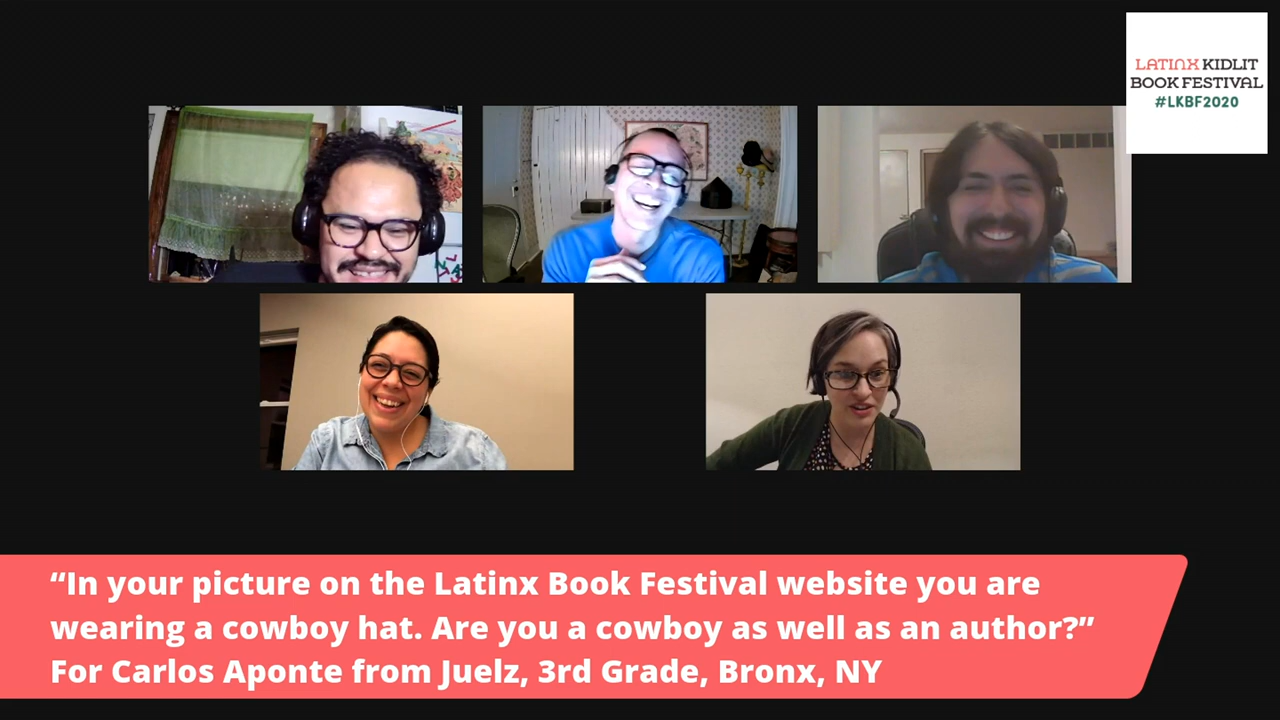 LATINX KIDLIT
BOOK FESTIVAL
#LKBF2020
“In your picture on the Latinx Book Festival website you are
wearing a cowboy hat. Are you a cowboy as well as an author?”
For Carlos Aponte from Juelz, 3rd Grade, Bronx, NY